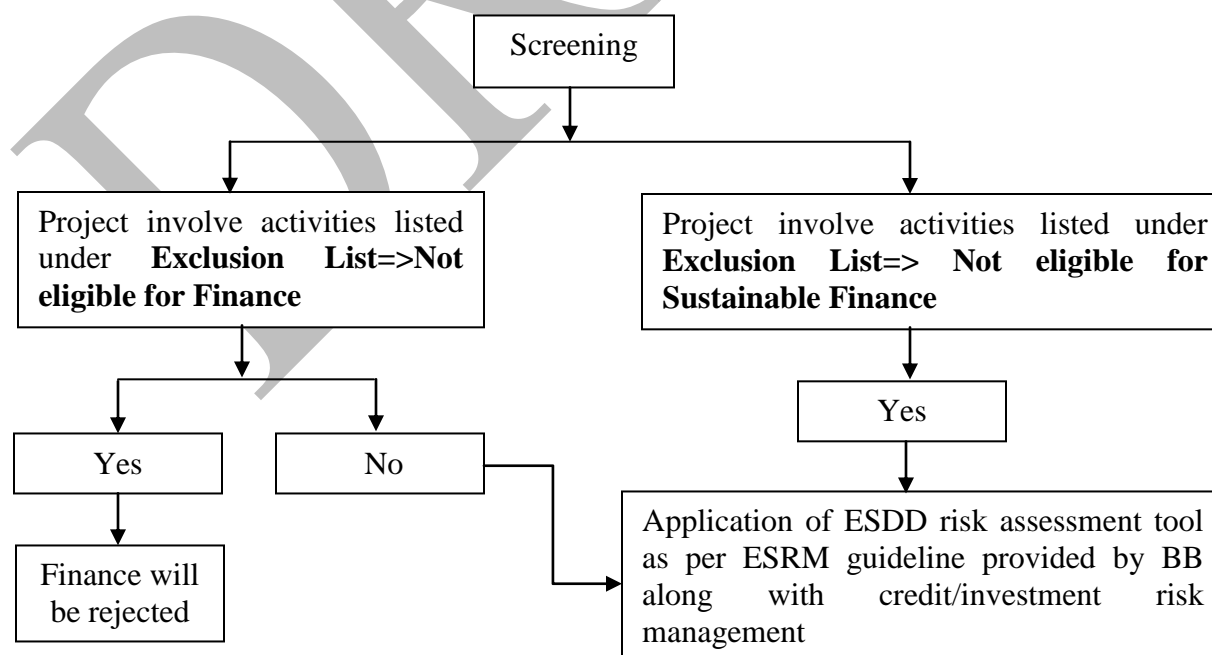 Screening
Project involve activities listed
under Exclusion List=>Not
eligible for Finance
Project involve activities listed under
Exclusion List=> Not eligible for
Sustainable Finance
Yes
No
Yes
Finance will
be rejected
Application of ESDD risk assessment tool
as per ESRM guideline provided by BB
along with credit/investment risk
management